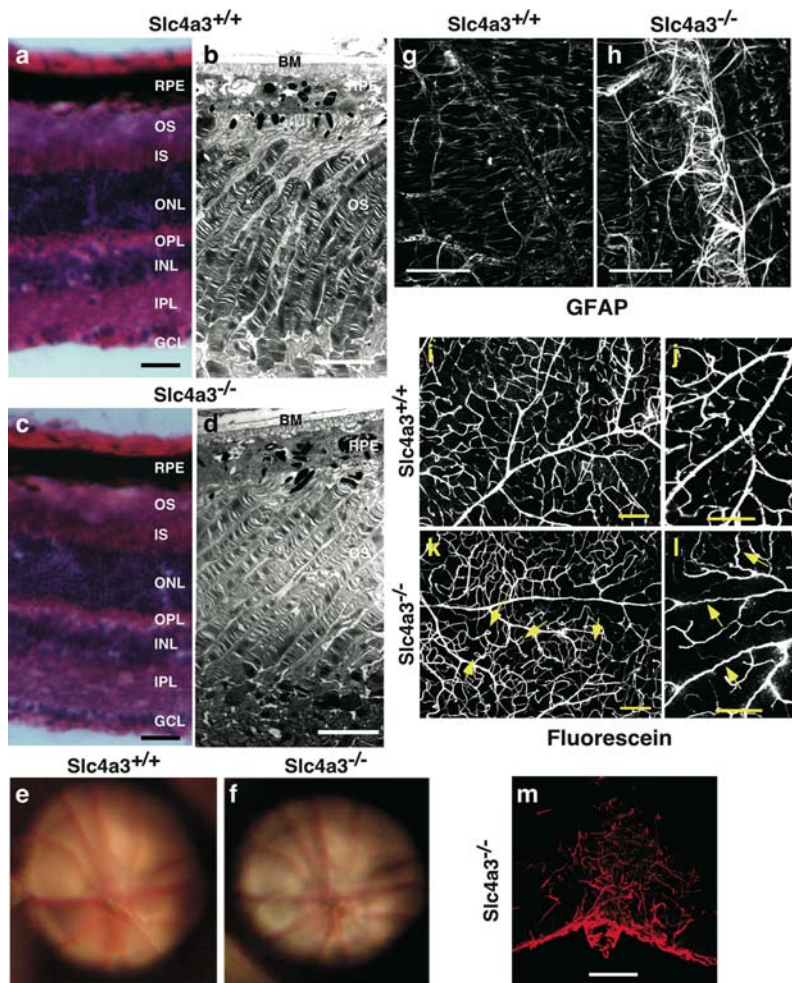 Slc4a3+/+
a
RPE
OS
IS
ONL
OPL
INL
IPL
GCL
b
BM
RPE
OS
Slc4a3-/-
c
RPE
OS
IS
ONL
OPL
INL
IPL
GCL
d
BM
RPE
OS
Slc4a3+/+
e
Slc4a3-/-
f
Slc4a3+/+
g
Slc4a3-/-
h
GFAP
Slc4a3+/+
i
j
Slc4a3-/-
k
l
Fluorescein
Slc4a3-/-
m